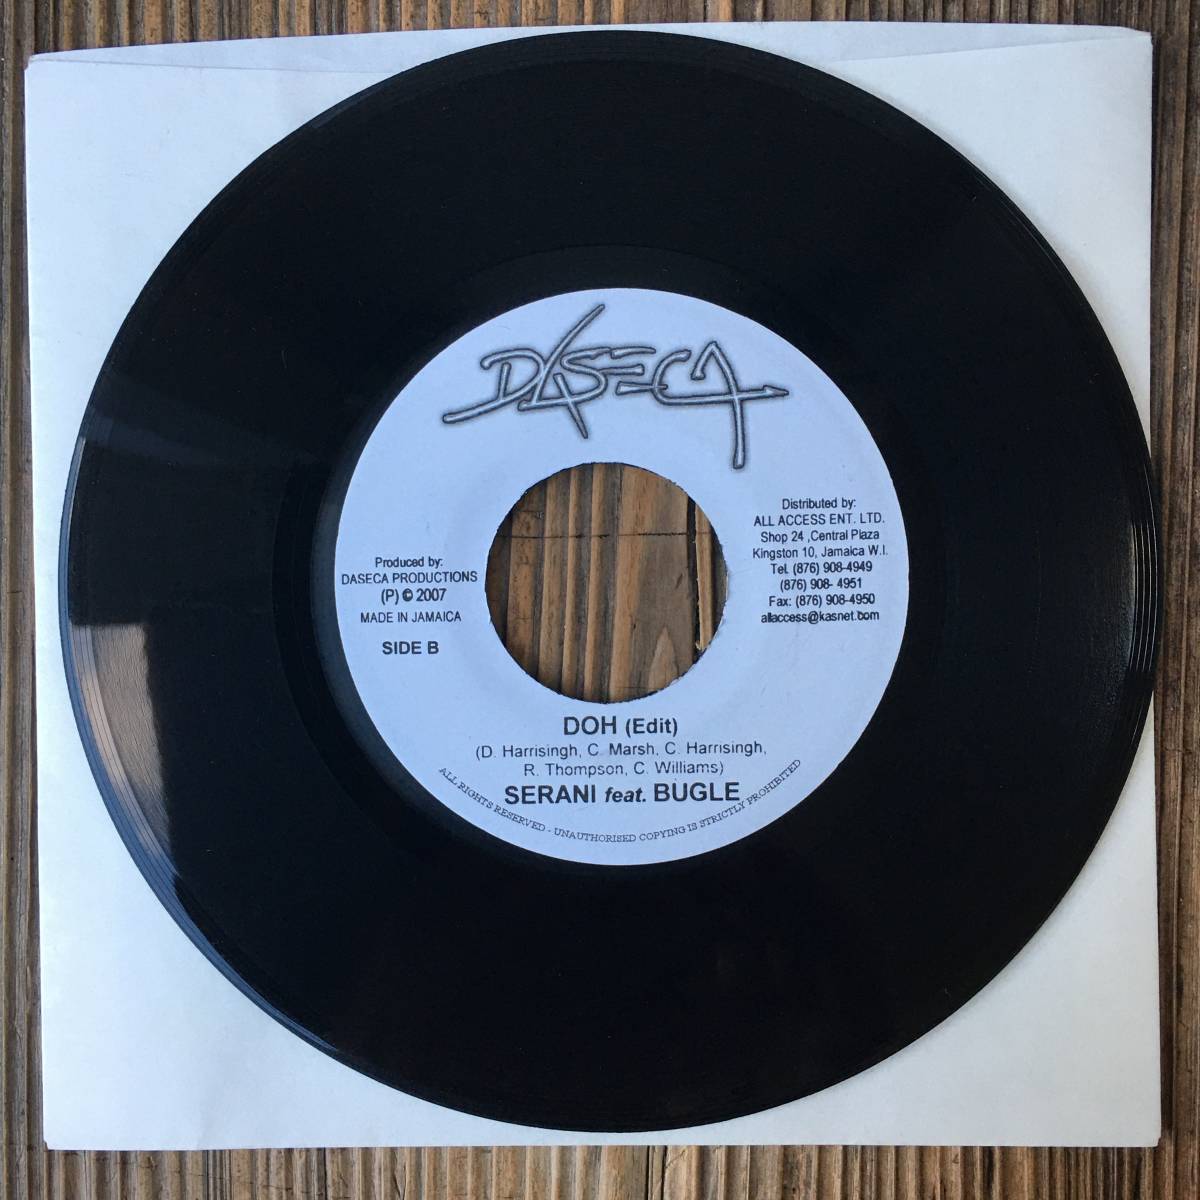 DASECA
Produced by:
DASECA PRODUCTIONS
(P) © 2007
MADE IN JAMAICA
SIDE B
Distributed by:
ALL ACCESS ENT. LTD.
Shop 24 ,Central Plaza
Kingston 10, Jamaica W.I.
Tel. (876) 908-4949
(876) 908- 4951
Fax: (876) 908-4950
allaccess@kasnet.com
DOH (Edit)
(D. Harrisingh, C. Marsh, C. Harrisingh,
R. Thompson, C. Williams)
SERANI feat. BUGLE
ALL RIGHTS RESERVED - UNAUTHORISED COPYING IS STRICTLY PROHIBITED